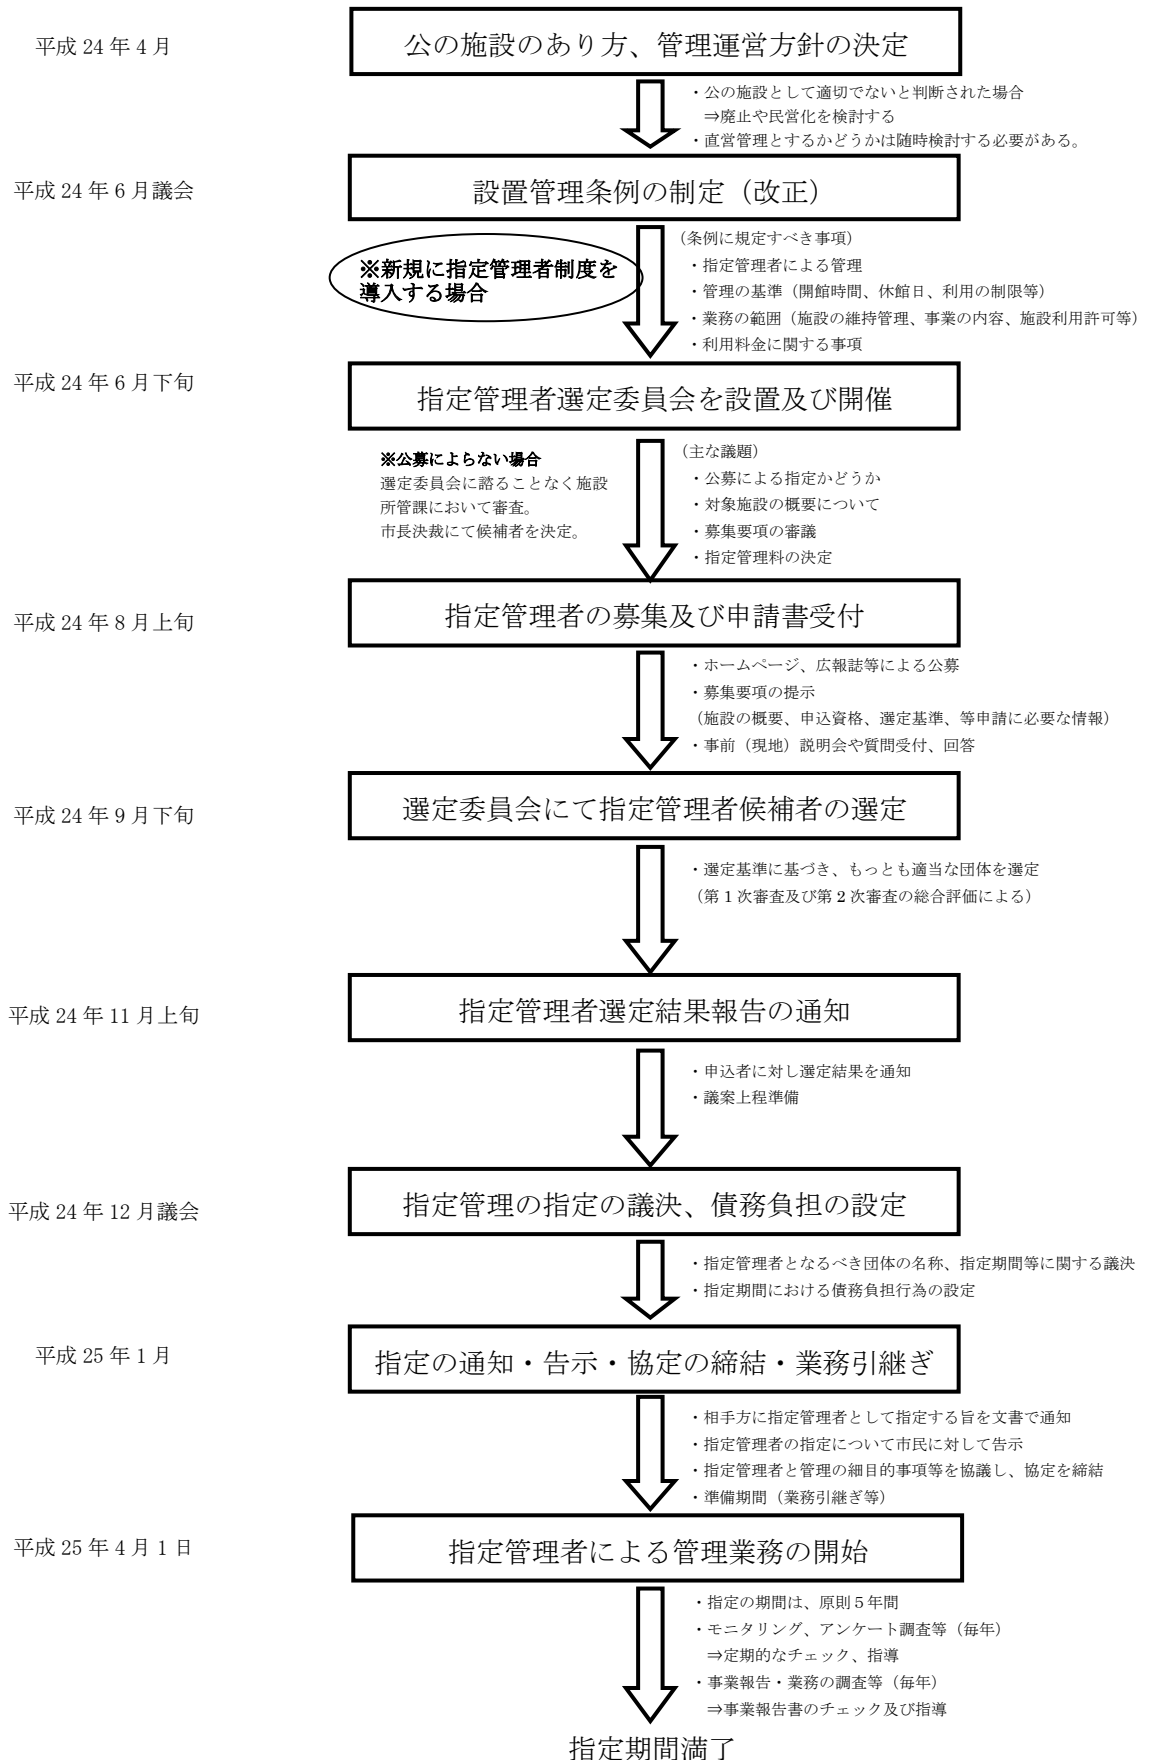 平成 24 年 4 月
公の施設のあり方、管理運営方針の決定
・公の施設として適切でないと判断された場合
⇒廃止や民営化を検討する
・直営管理とするかどうかは随時検討する必要がある。
平成 24 年 6 月議会
設置管理条例の制定（改正）
※新規に指定管理者制度を
導入する場合
（条例に規定すべき事項）
・指定管理者による管理
・管理の基準（開館時間、休館日、利用の制限等）
・業務の範囲（施設の維持管理、事業の内容、施設利用許可等）
・利用料金に関する事項
平成 24 年 6 月下旬
指定管理者選定委員会を設置及び開催
※公募によらない場合
選定委員会に諮ることなく施設
所管課において審査。
市長決裁にて候補者を決定。
（主な議題）
・公募による指定かどうか
・対象施設の概要について
・募集要項の審議
・指定管理料の決定
平成 24 年 8 月上旬
指定管理者の募集及び申請書受付
・ホームページ、広報誌等による公募
・募集要項の提示
（施設の概要、申込資格、選定基準、等申請に必要な情報）
・事前（現地）説明会や質問受付、回答
平成 24 年 9 月下旬
選定委員会にて指定管理者候補者の選定
・選定基準に基づき、もっとも適当な団体を選定
（第 1 次審査及び第 2 次審査の総合評価による）
平成 24 年 11 月上旬
指定管理者選定結果報告の通知
・申込者に対し選定結果を通知
・議案上程準備
平成 24 年 12 月議会
指定管理の指定の議決、債務負担の設定
・指定管理者となるべき団体の名称、指定期間等に関する議決
・指定期間における債務負担行為の設定
平成 25 年 1 月
指定の通知・告示・協定の締結・業務引継ぎ
・相手方に指定管理者として指定する旨を文書で通知
・指定管理者の指定について市民に対して告示
・指定管理者と管理の細目的事項等を協議し、協定を締結
・準備期間（業務引継ぎ等）
平成 25 年 4 月 1 日
指定管理者による管理業務の開始
・指定の期間は、原則５年間
・モニタリング、アンケート調査等（毎年）
⇒定期的なチェック、指導
・事業報告・業務の調査等（毎年）
⇒事業報告書のチェック及び指導
指定期間満了